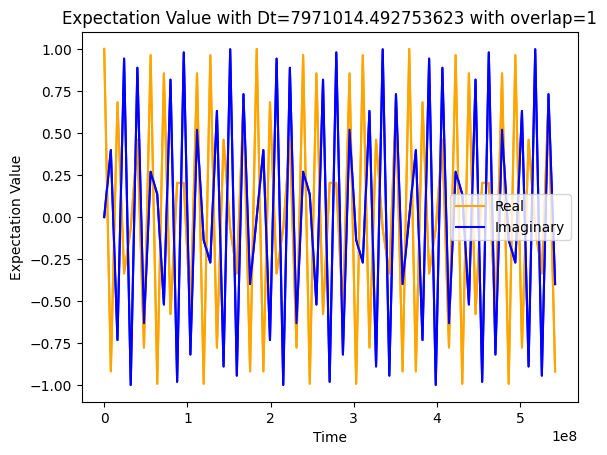 Expectation Value with Dt=7971014.492753623 with overlap=1
1.00
0.75
0.50
0.25
0.00
-0.25
-0.50
-0.75
-1.00
Expectation Value
Real
Imaginary
0 1 2 3 4 5
1e8
Time